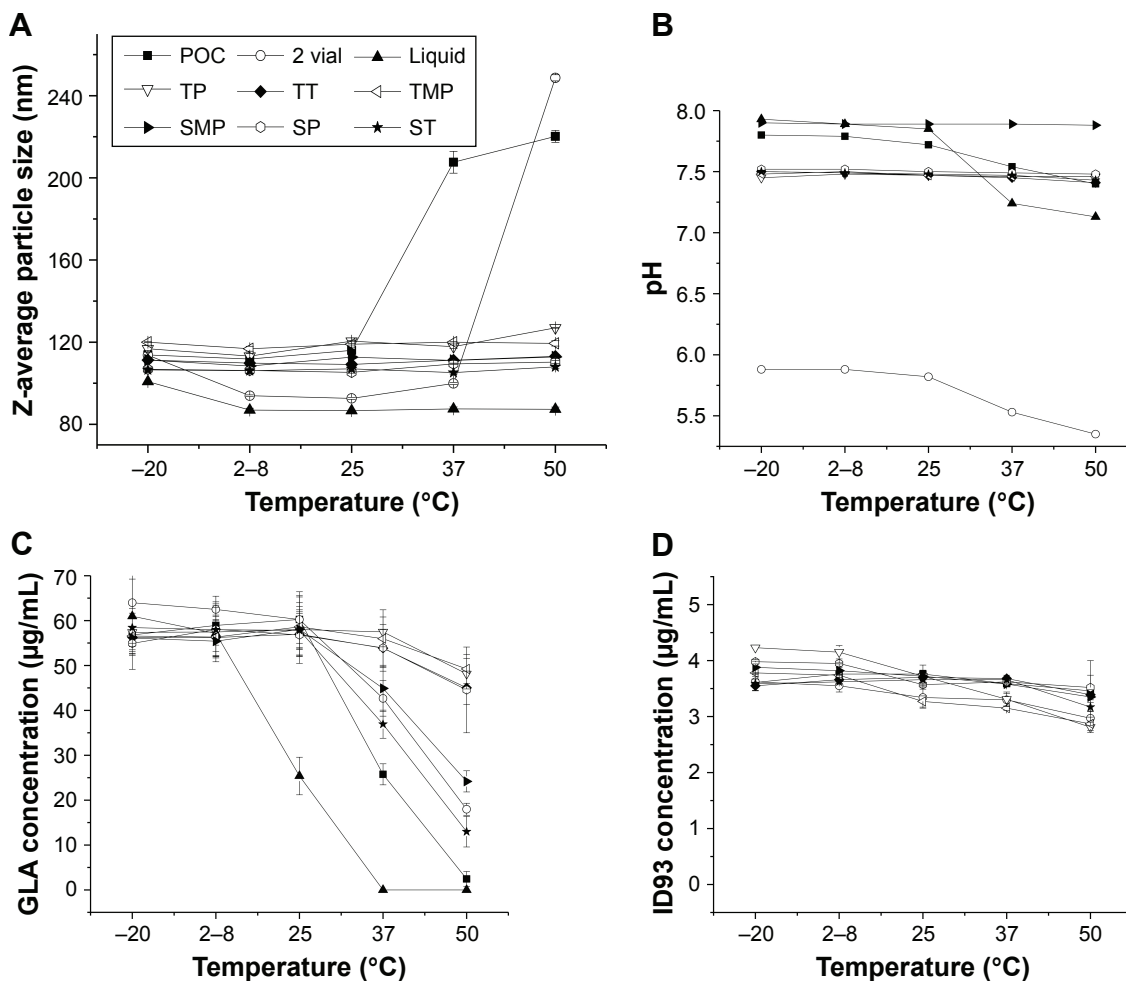 A
Z-average particle size (nm)
240
200
160
120
80
POC 2 vial Liquid
TP TT TMP
SMP SP ST
–20 2–8 25 37 50
Temperature (°C)
B
pH
8.0
7.5
7.0
6.5
6.0
5.5
–20 2–8 25 37 50
Temperature (°C)
C
GLA concentration (µg/mL)
70
60
50
40
30
20
10
0
–20 2–8 25 37 50
Temperature (°C)
D
ID93 concentration (µg/mL)
5
4
3
2
1
0
–20 2–8 25 37 50
Temperature (°C)